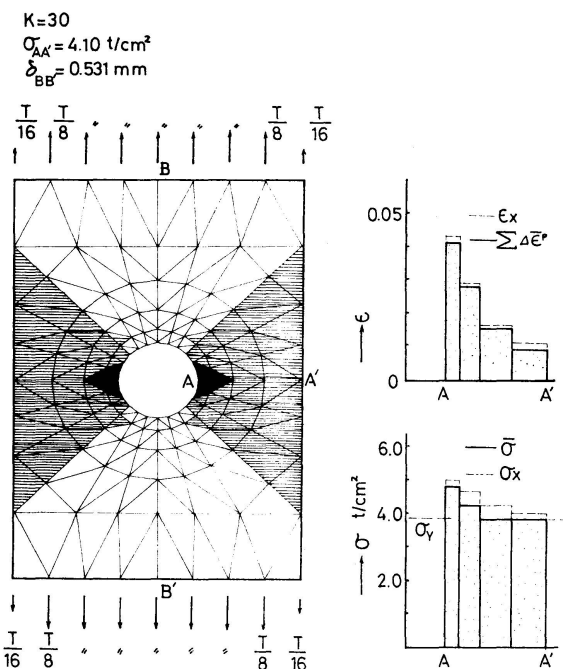 K=30
σAA' = 4.10 t/cm²
δBB' = 0.531 mm
T/16 T/8 〃 〃 〃 〃 〃 T/8 T/16
B
A
A'
B'
T/16 T/8 〃 〃 〃 〃 〃 T/8 T/16
0.05
εx
Σ Δε̄ᵖ
ε
0
A A'
6.0
σ̄
σx
σ t/cm²
4.0
σY
2.0
A A'